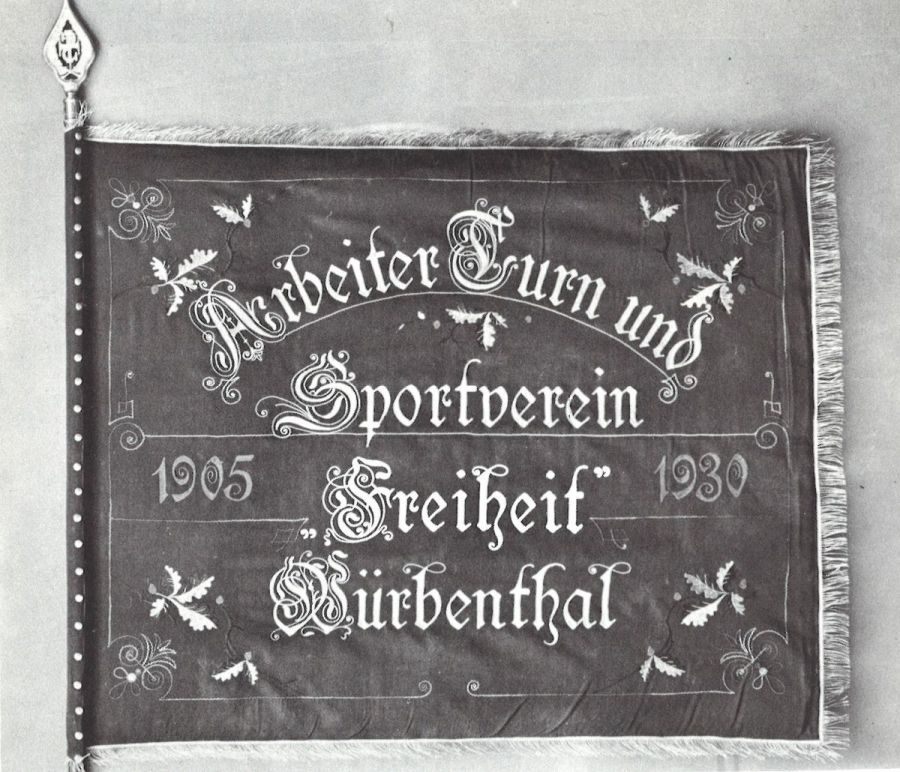 Arbeiter Turn und
Sportverein
1905 1930
„Freiheit"
Würbenthal